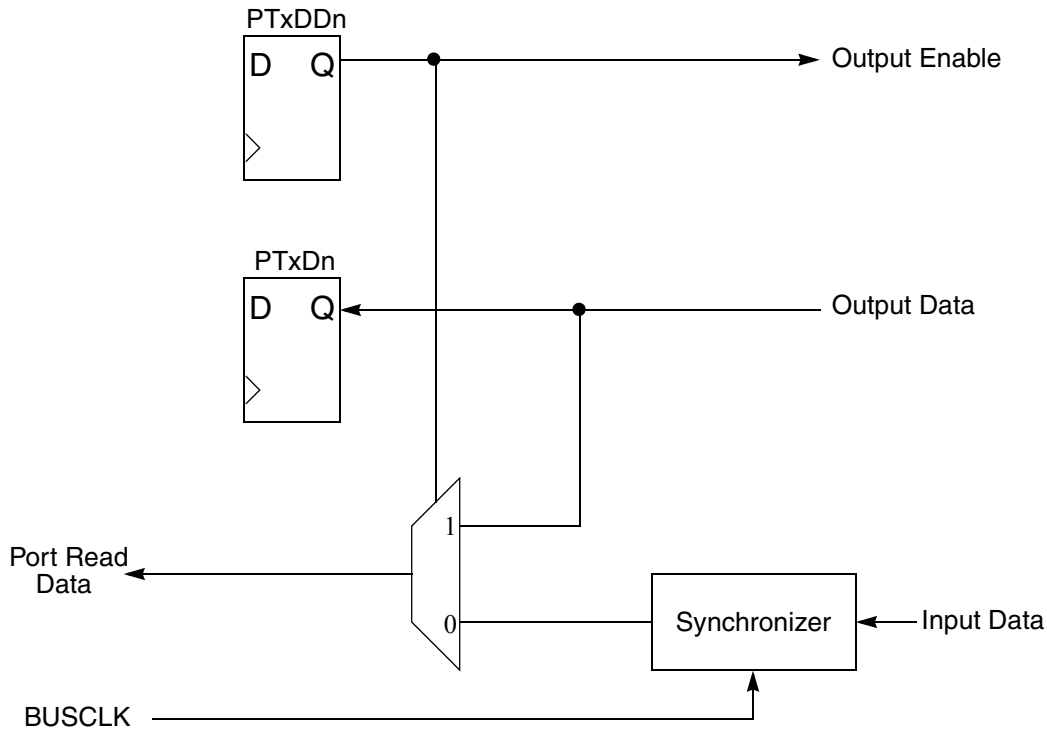 PTxDDn
D Q
Output Enable
PTxDn
D Q
Output Data
1
Port Read
Data
0
Synchronizer
Input Data
BUSCLK